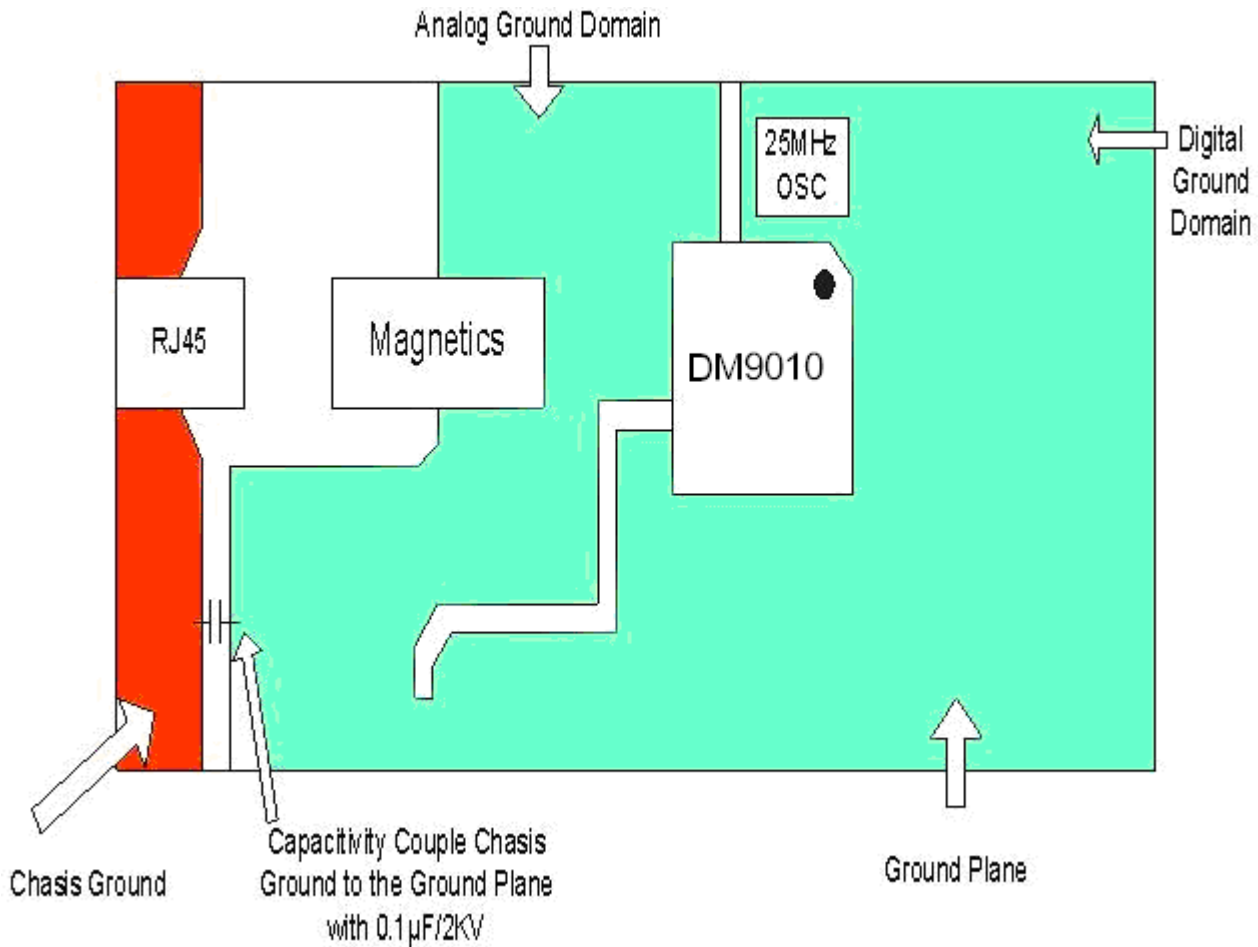 Analog Ground Domain
25MHz
OSC
Digital
Ground
Domain
RJ45
Magnetics
DM9010
Chasis Ground
Capacitivity Couple Chasis
Ground to the Ground Plane
with 0.1µF/2KV
Ground Plane